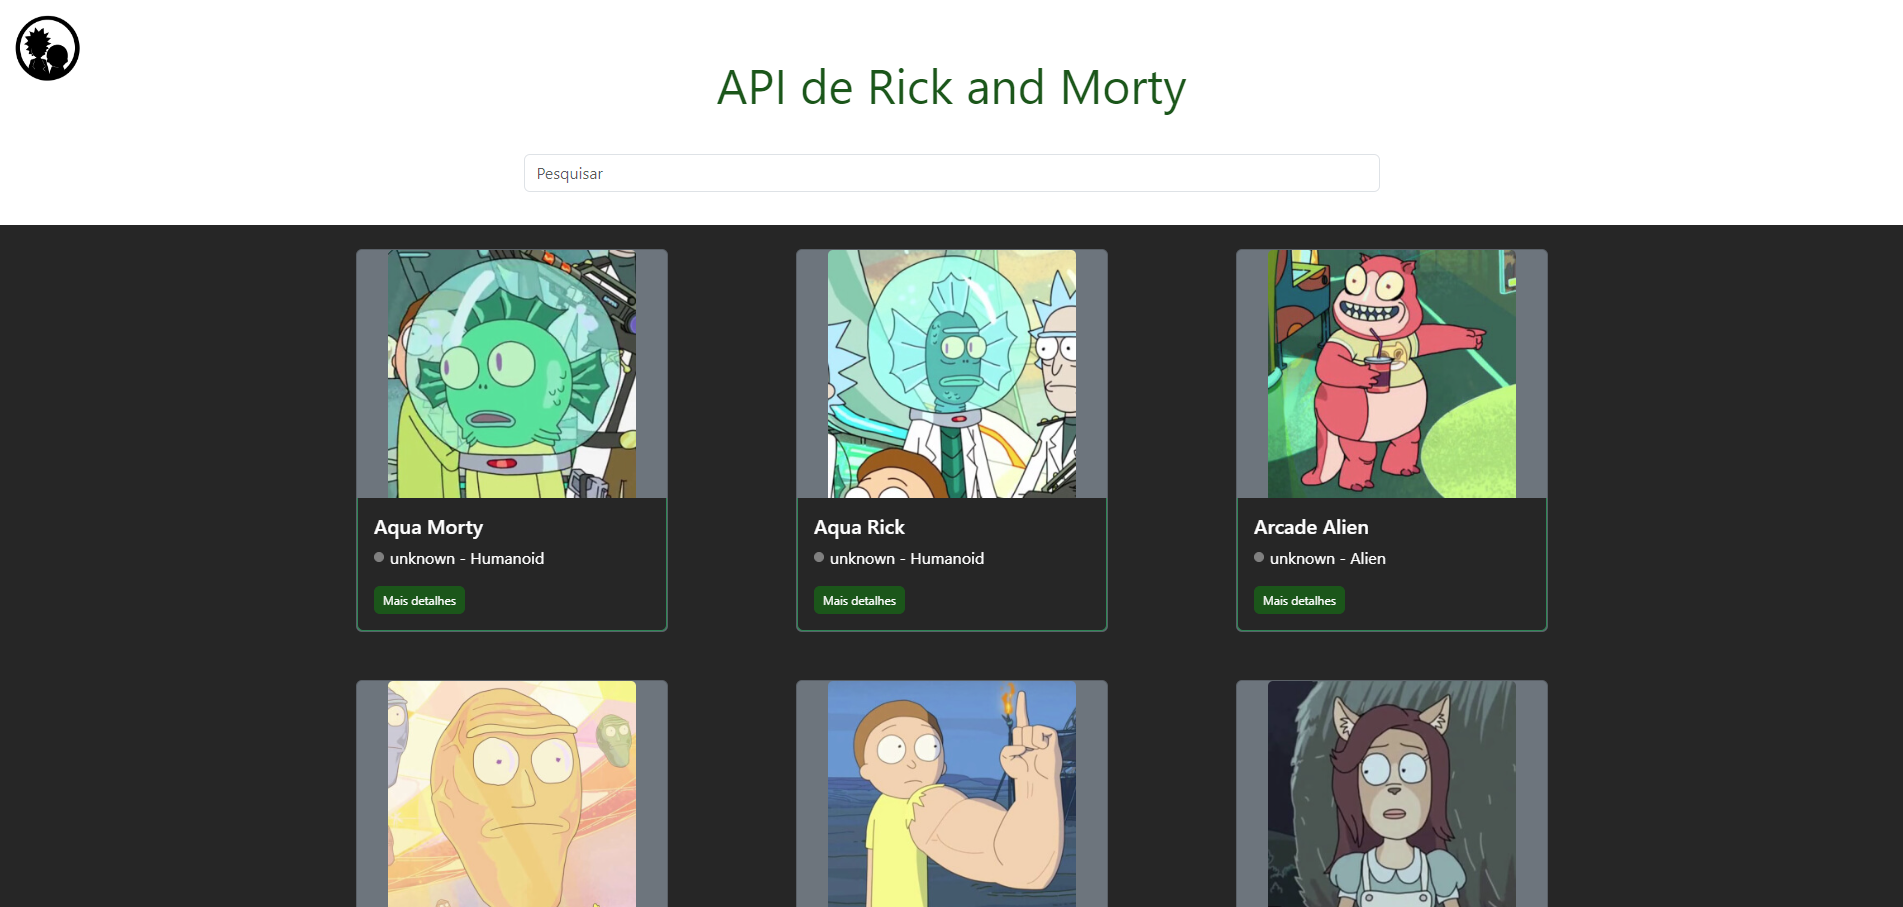 API de Rick and Morty
Pesquisar
Aqua Morty
unknown - Humanoid
Mais detalhes
Aqua Rick
unknown - Humanoid
Mais detalhes
Arcade Alien
unknown - Alien
Mais detalhes